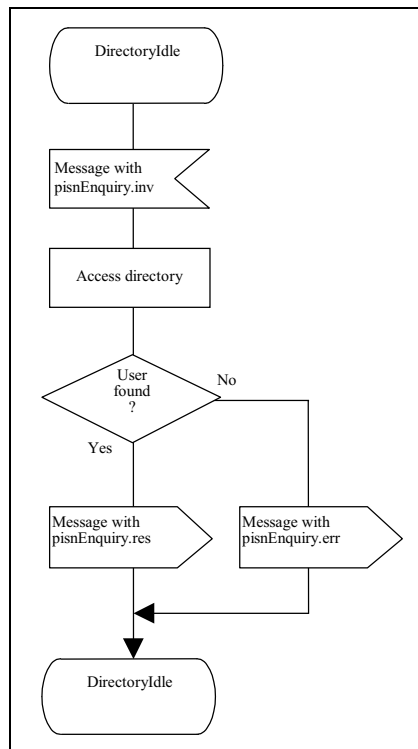 DirectoryIdle
Message with
pisnEnquiry.inv
Access directory
User
found
?
No
Yes
Message with
pisnEnquiry.res
Message with
pisnEnquiry.err
DirectoryIdle